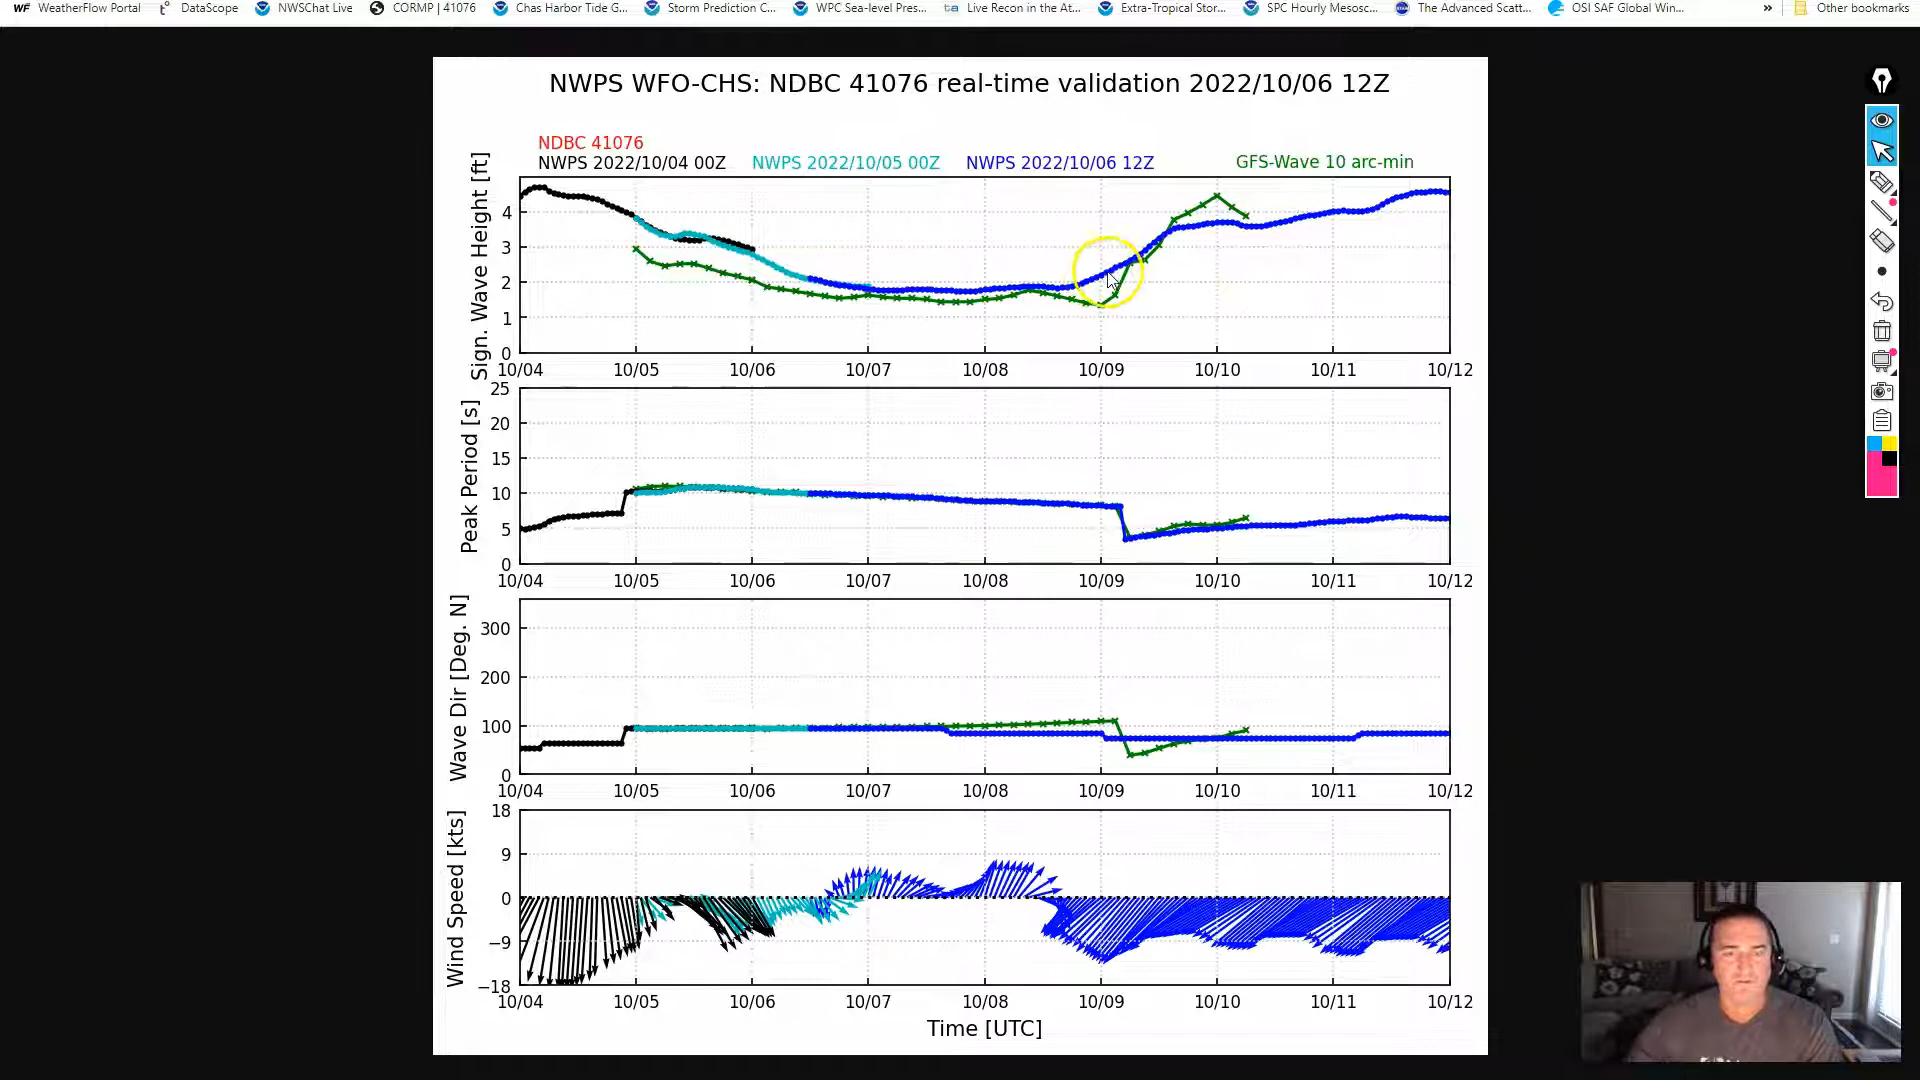 WF WeatherFlow Portal DataScope NWSChat Live CORMP | 41076 Chas Harbor Tide G... Storm Prediction C... WPC Sea-level Pres... ta Live Recon in the At... Extra-Tropical Stor... SPC Hourly Mesosc... The Advanced Scatt... OSI SAF Global Win... » Other bookmarks
NWPS WFO-CHS: NDBC 41076 real-time validation 2022/10/06 12Z
NDBC 41076
NWPS 2022/10/04 00Z NWPS 2022/10/05 00Z NWPS 2022/10/06 12Z GFS-Wave 10 arc-min
Sign. Wave Height [ft]
4
3
2
1
0
10/04 10/05 10/06 10/07 10/08 10/09 10/10 10/11 10/12
Peak Period [s]
25
20
15
10
5
0
10/04 10/05 10/06 10/07 10/08 10/09 10/10 10/11 10/12
Wave Dir [Deg. N]
300
200
100
0
10/04 10/05 10/06 10/07 10/08 10/09 10/10 10/11 10/12
Wind Speed [kts]
18
9
0
−9
−18
10/04 10/05 10/06 10/07 10/08 10/09 10/10 10/11 10/12
Time [UTC]